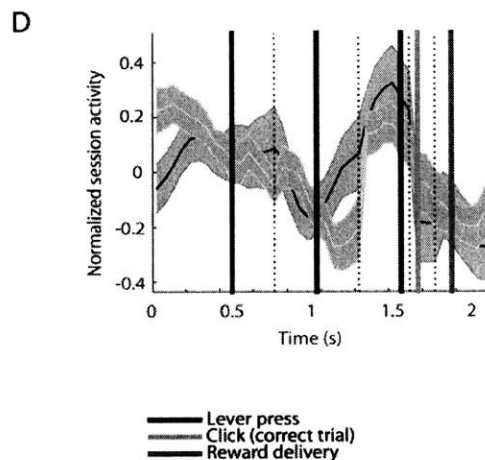 D
Normalized session activity
0.4
0.2
0
-0.2
-0.4
0 0.5 1 1.5 2
Time (s)
Lever press
Click (correct trial)
Reward delivery